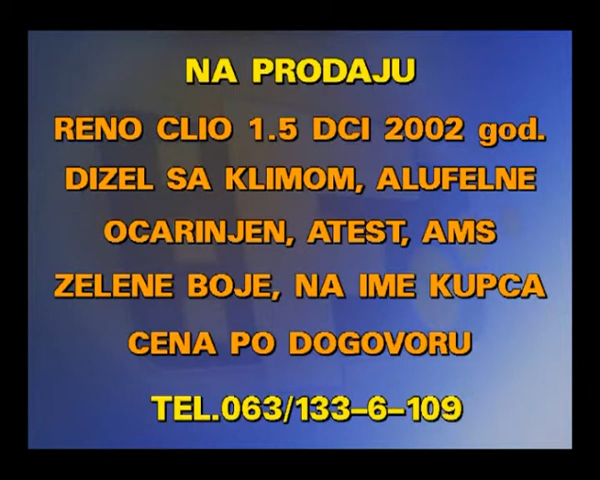 NA PRODAJU
RENO CLIO 1.5 DCI 2002 god.
DIZEL SA KLIMOM, ALUFELNE
OCARINJEN, ATEST, AMS
ZELENE BOJE, NA IME KUPCA
CENA PO DOGOVORU
TEL.063/133-6-109